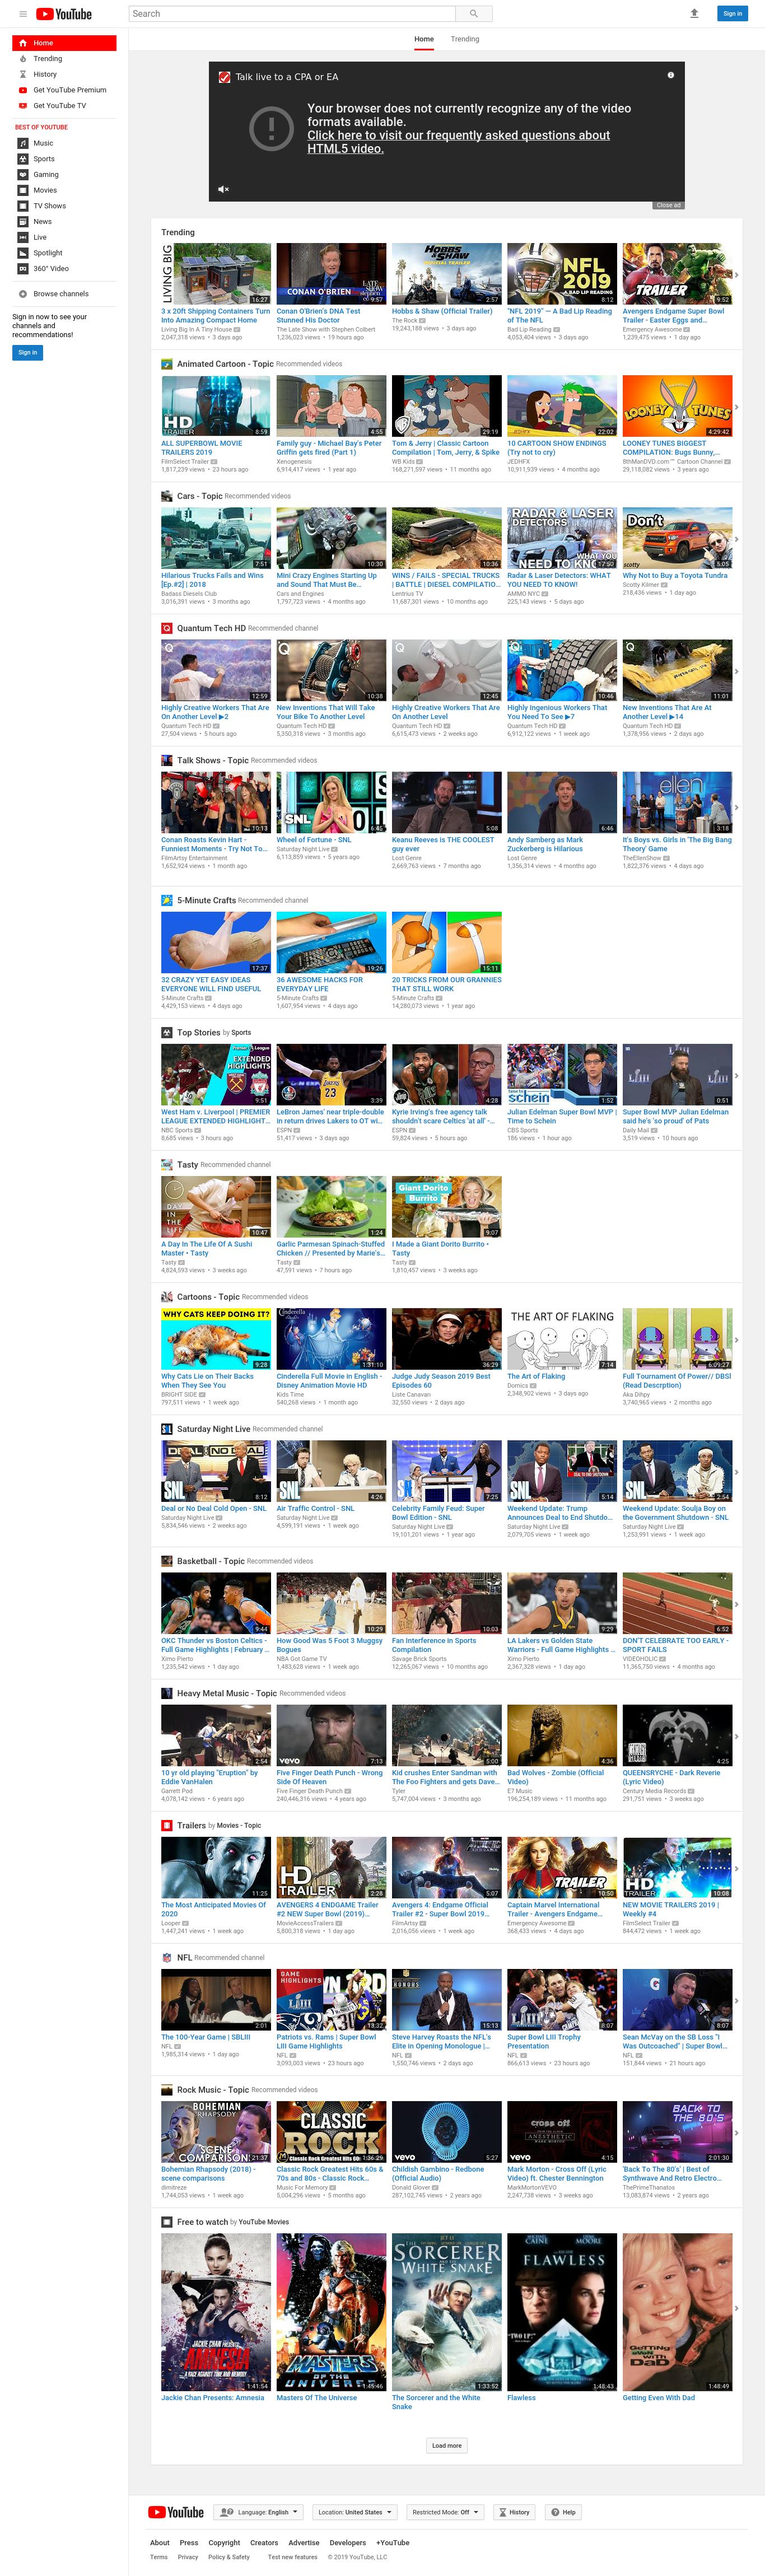 YouTube
Search
Sign in
Home
Trending
History
Get YouTube Premium
Get YouTube TV
BEST OF YOUTUBE
Music
Sports
Gaming
Movies
TV Shows
News
Live
Spotlight
360° Video
Browse channels
Sign in now to see your
channels and
recommendations!
Sign in
Home
Trending
Talk live to a CPA or EA
Your browser does not currently recognize any of the video
formats available.
Click here to visit our frequently asked questions about
HTML5 video.
Close ad
Trending
3 x 20ft Shipping Containers Turn
Into Amazing Compact Home
Living Big In A Tiny House
2,047,318 views • 3 days ago
Conan O'Brien's DNA Test
Stunned His Doctor
The Late Show with Stephen Colbert
1,236,023 views • 19 hours ago
Hobbs & Shaw (Official Trailer)
The Rock
19,243,188 views • 3 days ago
"NFL 2019" — A Bad Lip Reading
of The NFL
Bad Lip Reading
4,053,404 views • 3 days ago
Avengers Endgame Super Bowl
Trailer - Easter Eggs and...
Emergency Awesome
1,239,475 views • 1 day ago
Animated Cartoon - Topic Recommended videos
ALL SUPERBOWL MOVIE
TRAILERS 2019
FilmSelect Trailer
1,817,239 views • 23 hours ago
Family guy - Michael Bay's Peter
Griffin gets fired (Part 1)
Xenogenesis
6,914,417 views • 1 year ago
Tom & Jerry | Classic Cartoon
Compilation | Tom, Jerry, & Spike
WB Kids
168,271,597 views • 11 months ago
10 CARTOON SHOW ENDINGS
(Try not to cry)
JEDHFX
10,911,939 views • 4 months ago
LOONEY TUNES BIGGEST
COMPILATION: Bugs Bunny,...
8thManDVD.com™ Cartoon Channel
29,118,082 views • 3 years ago
Cars - Topic Recommended videos
Hilarious Trucks Fails and Wins
[Ep.#2] | 2018
Badass Diesels Club
3,016,391 views • 3 months ago
Mini Crazy Engines Starting Up
and Sound That Must Be...
Cars and Engines
1,797,723 views • 4 months ago
WINS / FAILS - SPECIAL TRUCKS
| BATTLE | DIESEL COMPILATIO...
Lentrius TV
11,687,301 views • 10 months ago
Radar & Laser Detectors: WHAT
YOU NEED TO KNOW!
AMMO NYC
225,143 views • 5 days ago
Why Not to Buy a Toyota Tundra
Scotty Kilmer
218,436 views • 1 day ago
Quantum Tech HD Recommended channel
Highly Creative Workers That Are
On Another Level ▶2
Quantum Tech HD
27,504 views • 5 hours ago
New Inventions That Will Take
Your Bike To Another Level
Quantum Tech HD
5,350,318 views • 3 months ago
Highly Creative Workers That Are
On Another Level
Quantum Tech HD
6,615,473 views • 2 weeks ago
Highly Ingenious Workers That
You Need To See ▶7
Quantum Tech HD
6,912,122 views • 1 week ago
New Inventions That Are At
Another Level ▶14
Quantum Tech HD
1,378,956 views • 2 days ago
Talk Shows - Topic Recommended videos
Conan Roasts Kevin Hart -
Funniest Moments - Try Not To...
FilmArtsy Entertainment
1,652,924 views • 1 month ago
Wheel of Fortune - SNL
Saturday Night Live
6,113,859 views • 5 years ago
Keanu Reeves is THE COOLEST
guy ever
Lost Genre
2,669,763 views • 7 months ago
Andy Samberg as Mark
Zuckerberg is Hilarious
Lost Genre
1,356,314 views • 4 months ago
It's Boys vs. Girls in 'The Big Bang
Theory' Game
TheEllenShow
1,822,376 views • 4 days ago
5-Minute Crafts Recommended channel
32 CRAZY YET EASY IDEAS
EVERYONE WILL FIND USEFUL
5-Minute Crafts
4,429,153 views • 4 days ago
36 AWESOME HACKS FOR
EVERYDAY LIFE
5-Minute Crafts
1,607,954 views • 4 days ago
20 TRICKS FROM OUR GRANNIES
THAT STILL WORK
5-Minute Crafts
14,280,073 views • 1 year ago
Top Stories by Sports
West Ham v. Liverpool | PREMIER
LEAGUE EXTENDED HIGHLIGHT...
NBC Sports
8,685 views • 3 hours ago
LeBron James' near triple-double
in return drives Lakers to OT wi...
ESPN
51,417 views • 3 days ago
Kyrie Irving's free agency talk
shouldn't scare Celtics 'at all' -...
ESPN
59,824 views • 5 hours ago
Julian Edelman Super Bowl MVP |
Time to Schein
CBS Sports
186 views • 1 hour ago
Super Bowl MVP Julian Edelman
said he's 'so proud' of Pats
Daily Mail
3,519 views • 10 hours ago
Tasty Recommended channel
A Day In The Life Of A Sushi
Master • Tasty
Tasty
4,824,593 views • 3 weeks ago
Garlic Parmesan Spinach-Stuffed
Chicken // Presented by Marie's...
Tasty
47,591 views • 7 hours ago
I Made a Giant Dorito Burrito •
Tasty
Tasty
1,810,457 views • 3 weeks ago
Cartoons - Topic Recommended videos
Why Cats Lie on Their Backs
When They See You
BRIGHT SIDE
797,511 views • 1 week ago
Cinderella Full Movie in English -
Disney Animation Movie HD
Kids Time
540,268 views • 1 month ago
Judge Judy Season 2019 Best
Episodes 60
Liste Canavan
32,550 views • 2 days ago
The Art of Flaking
Domics
2,348,902 views • 3 days ago
Full Tournament Of Power// DBS|
(Read Descrption)
Aka Dihpy
3,740,965 views • 2 months ago
Saturday Night Live Recommended channel
Deal or No Deal Cold Open - SNL
Saturday Night Live
5,834,546 views • 2 weeks ago
Air Traffic Control - SNL
Saturday Night Live
4,599,191 views • 1 week ago
Celebrity Family Feud: Super
Bowl Edition - SNL
Saturday Night Live
19,101,201 views • 1 year ago
Weekend Update: Trump
Announces Deal to End Shutdo...
Saturday Night Live
2,079,705 views • 1 week ago
Weekend Update: Soulja Boy on
the Government Shutdown - SNL
Saturday Night Live
1,253,991 views • 1 week ago
Basketball - Topic Recommended videos
OKC Thunder vs Boston Celtics -
Full Game Highlights | February ...
Ximo Pierto
1,235,542 views • 1 day ago
How Good Was 5 Foot 3 Muggsy
Bogues
NBA Got Game TV
1,483,628 views • 1 week ago
Fan Interference in Sports
Compilation
Savage Brick Sports
12,265,067 views • 10 months ago
LA Lakers vs Golden State
Warriors - Full Game Highlights ...
Ximo Pierto
2,367,328 views • 1 day ago
DON'T CELEBRATE TOO EARLY -
SPORT FAILS
VIDEOHOLIC
11,365,750 views • 4 months ago
Heavy Metal Music - Topic Recommended videos
10 yr old playing "Eruption" by
Eddie VanHalen
Garrett Pod
4,078,142 views • 6 years ago
Five Finger Death Punch - Wrong
Side Of Heaven
Five Finger Death Punch
240,446,316 views • 4 years ago
Kid crushes Enter Sandman with
The Foo Fighters and gets Dave...
Tyler
5,747,004 views • 3 months ago
Bad Wolves - Zombie (Official
Video)
E7 Music
196,254,189 views • 11 months ago
QUEENSRYCHE - Dark Reverie
(Lyric Video)
Century Media Records
291,751 views • 3 weeks ago
Trailers by Movies - Topic
The Most Anticipated Movies Of
2020
Looper
1,447,241 views • 1 week ago
AVENGERS 4 ENDGAME Trailer
#2 NEW Super Bowl (2019)...
MovieAccessTrailers
5,800,318 views • 1 day ago
Avengers 4: Endgame Official
Trailer #2 - Super Bowl 2019...
FilmArtsy
2,016,056 views • 1 week ago
Captain Marvel International
Trailer - Avengers Endgame...
Emergency Awesome
368,433 views • 4 days ago
NEW MOVIE TRAILERS 2019 |
Weekly #4
FilmSelect Trailer
844,472 views • 1 week ago
NFL Recommended channel
The 100-Year Game | SBLIII
NFL
1,985,314 views • 1 day ago
Patriots vs. Rams | Super Bowl
LIII Game Highlights
NFL
3,093,003 views • 23 hours ago
Steve Harvey Roasts the NFL's
Elite in Opening Monologue |...
NFL
1,550,746 views • 2 days ago
Super Bowl LIII Trophy
Presentation
NFL
866,613 views • 23 hours ago
Sean McVay on the SB Loss "I
Was Outcoached" | Super Bowl...
NFL
151,844 views • 21 hours ago
Rock Music - Topic Recommended videos
Bohemian Rhapsody (2018) -
scene comparisons
dimitreze
1,744,053 views • 1 week ago
Classic Rock Greatest Hits 60s &
70s and 80s - Classic Rock...
Music For Memory
5,004,296 views • 5 months ago
Childish Gambino - Redbone
(Official Audio)
Donald Glover
287,102,745 views • 2 years ago
Mark Morton - Cross Off (Lyric
Video) ft. Chester Bennington
MarkMortonVEVO
2,247,738 views • 3 weeks ago
'Back To The 80's' | Best of
Synthwave And Retro Electro...
ThePrimeThanatos
13,083,874 views • 2 years ago
Free to watch by YouTube Movies
Jackie Chan Presents: Amnesia
Masters Of The Universe
The Sorcerer and the White
Snake
Flawless
Getting Even With Dad
Load more
YouTube
Language: English
Location: United States
Restricted Mode: Off
History
Help
About Press Copyright Creators Advertise Developers +YouTube
Terms Privacy Policy & Safety Test new features © 2019 YouTube, LLC